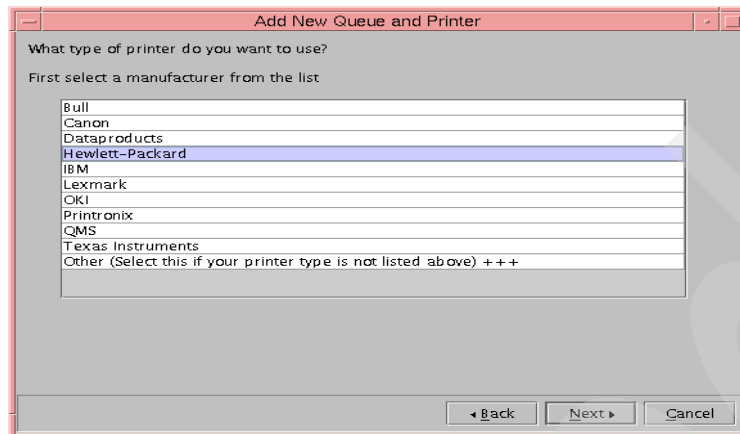 Add New Queue and Printer
What type of printer do you want to use?
First select a manufacturer from the list
Bull
Canon
Dataproducts
Hewlett-Packard
IBM
Lexmark
OKI
Printronix
QMS
Texas Instruments
Other (Select this if your printer type is not listed above) +++
Back Next Cancel